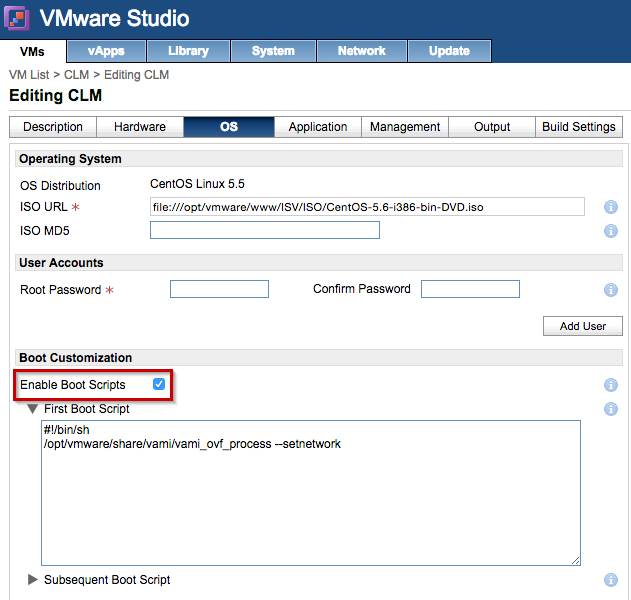 VMware Studio
VMs vApps Library System Network Update
VM List > CLM > Editing CLM
Editing CLM
Description Hardware OS Application Management Output Build Settings
Operating System
OS Distribution CentOS Linux 5.5
ISO URL * file:///opt/vmware/www/ISV/ISO/CentOS-5.6-i386-bin-DVD.iso
ISO MD5
User Accounts
Root Password * Confirm Password
Add User
Boot Customization
Enable Boot Scripts
First Boot Script
#!/bin/sh
/opt/vmware/share/vami/vami_ovf_process --setnetwork
Subsequent Boot Script